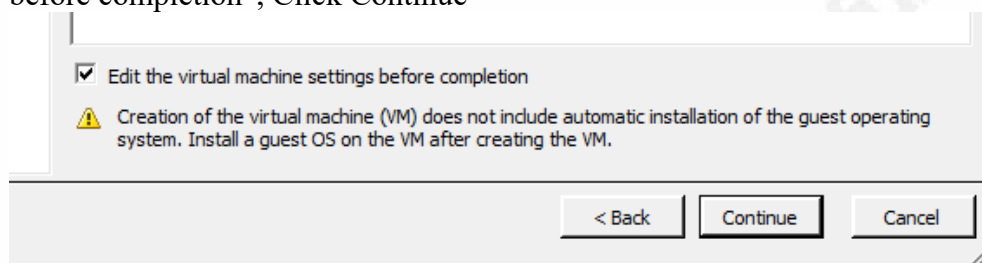 before completion", Click Continue
Edit the virtual machine settings before completion
Creation of the virtual machine (VM) does not include automatic installation of the guest operating
system. Install a guest OS on the VM after creating the VM.
< Back Continue Cancel